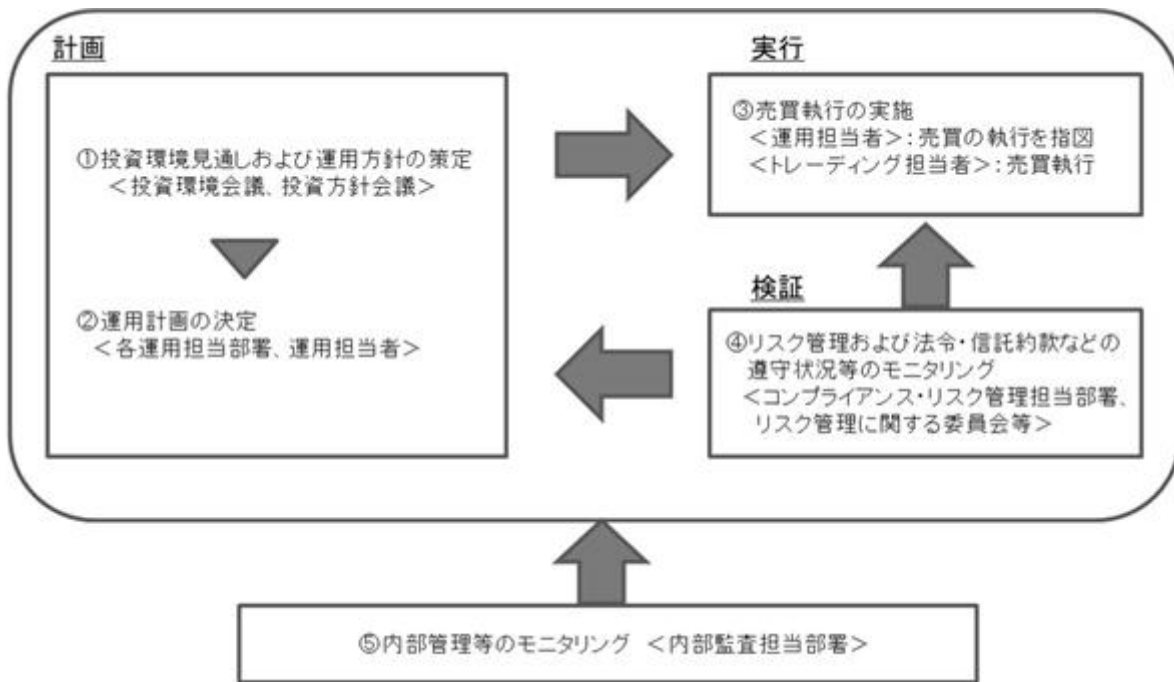 計画
①投資環境見通しおよび運用方針の策定
＜投資環境会議、投資方針会議＞
②運用計画の決定
＜各運用担当部署、運用担当者＞
実行
③売買執行の実施
＜運用担当者＞：売買の執行を指図
＜トレーディング担当者＞：売買執行
検証
④リスク管理および法令・信託約款などの
遵守状況等のモニタリング
＜コンプライアンス・リスク管理担当部署、
リスク管理に関する委員会等＞
⑤内部管理等のモニタリング ＜内部監査担当部署＞